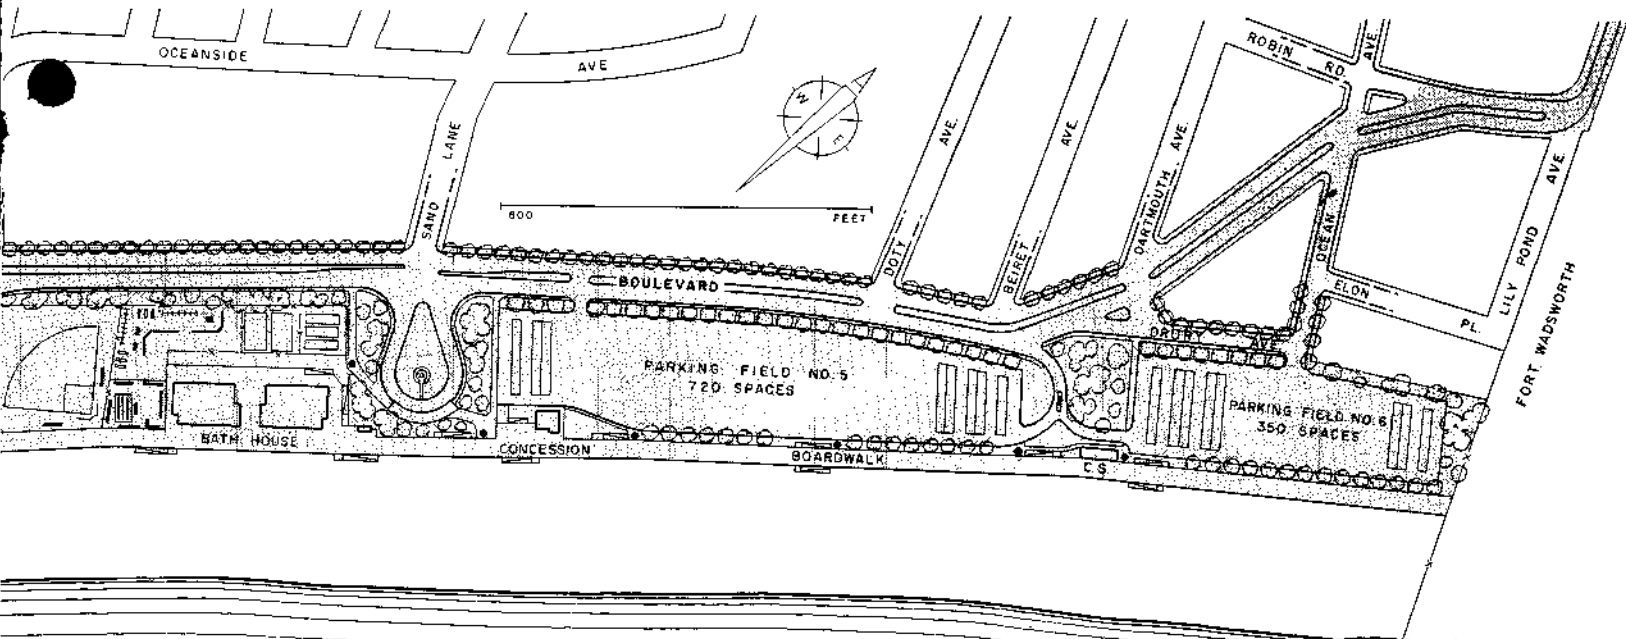 OCEANSIDE AVE
SAND LANE
W
E
600 FEET
DOTY AVE.
BEIRET AVE.
DARTMOUTH AVE.
ROBIN RD.
AVE.
OCEAN
ELON PL.
LILY POND AVE.
FORT WADSWORTH
BOULEVARD
DRURY AVE.
PARKING FIELD NO. 5
720 SPACES
PARKING FIELD NO. 6
350 SPACES
BATH HOUSE
CONCESSION
BOARDWALK
C S